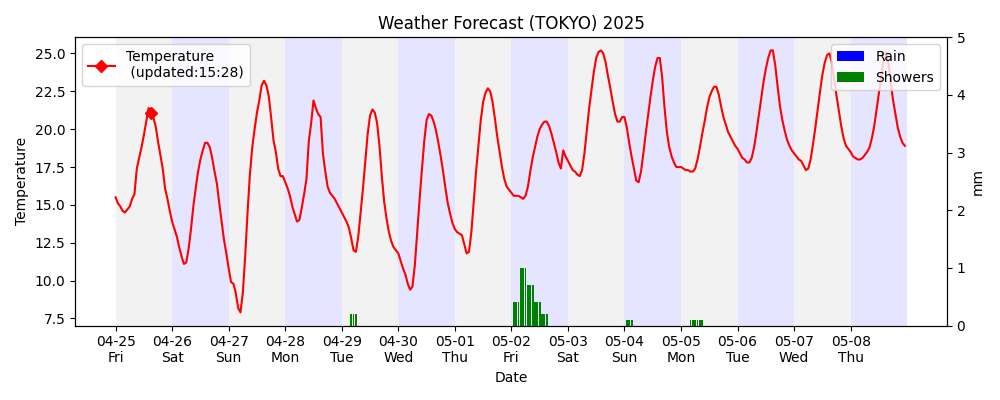 Weather Forecast (TOKYO) 2025
Temperature
(updated:15:28)
Rain
Showers
25.0
22.5
20.0
17.5
15.0
12.5
10.0
7.5
Temperature
5
4
3
2
1
0
mm
04-25 04-26 04-27 04-28 04-29 04-30 05-01 05-02 05-03 05-04 05-05 05-06 05-07 05-08
Fri Sat Sun Mon Tue Wed Thu Fri Sat Sun Mon Tue Wed Thu
Date